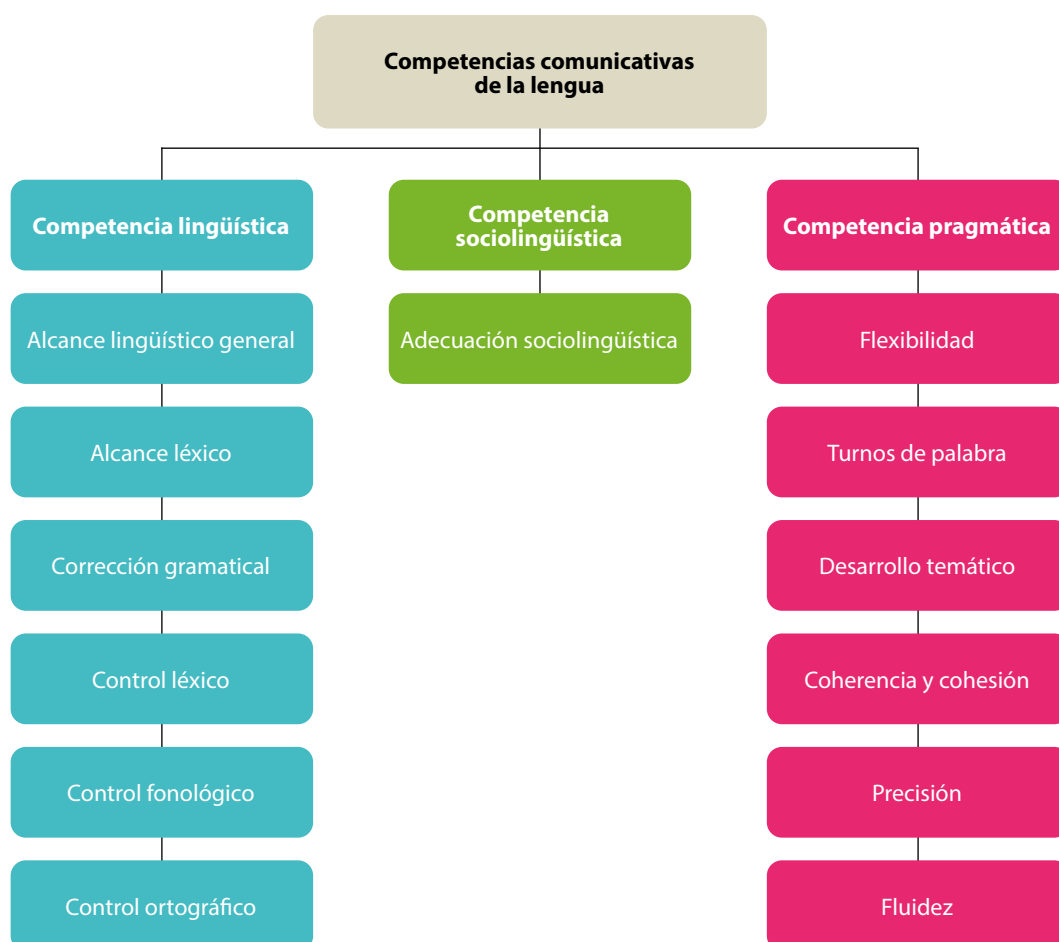 Competencias comunicativas
de la lengua
Competencia lingüística
Competencia
sociolingüística
Competencia pragmática
Alcance lingüístico general
Adecuación sociolingüística
Flexibilidad
Alcance léxico
Turnos de palabra
Corrección gramatical
Desarrollo temático
Control léxico
Coherencia y cohesión
Control fonológico
Precisión
Control ortográfico
Fluidez